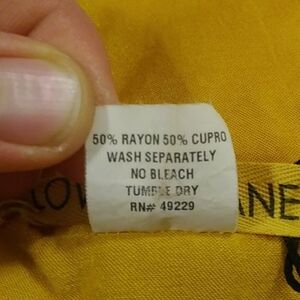 50% RAYON 50% CUPRO
WASH SEPARATELY
NO BLEACH
TUMBLE DRY
RN# 49229